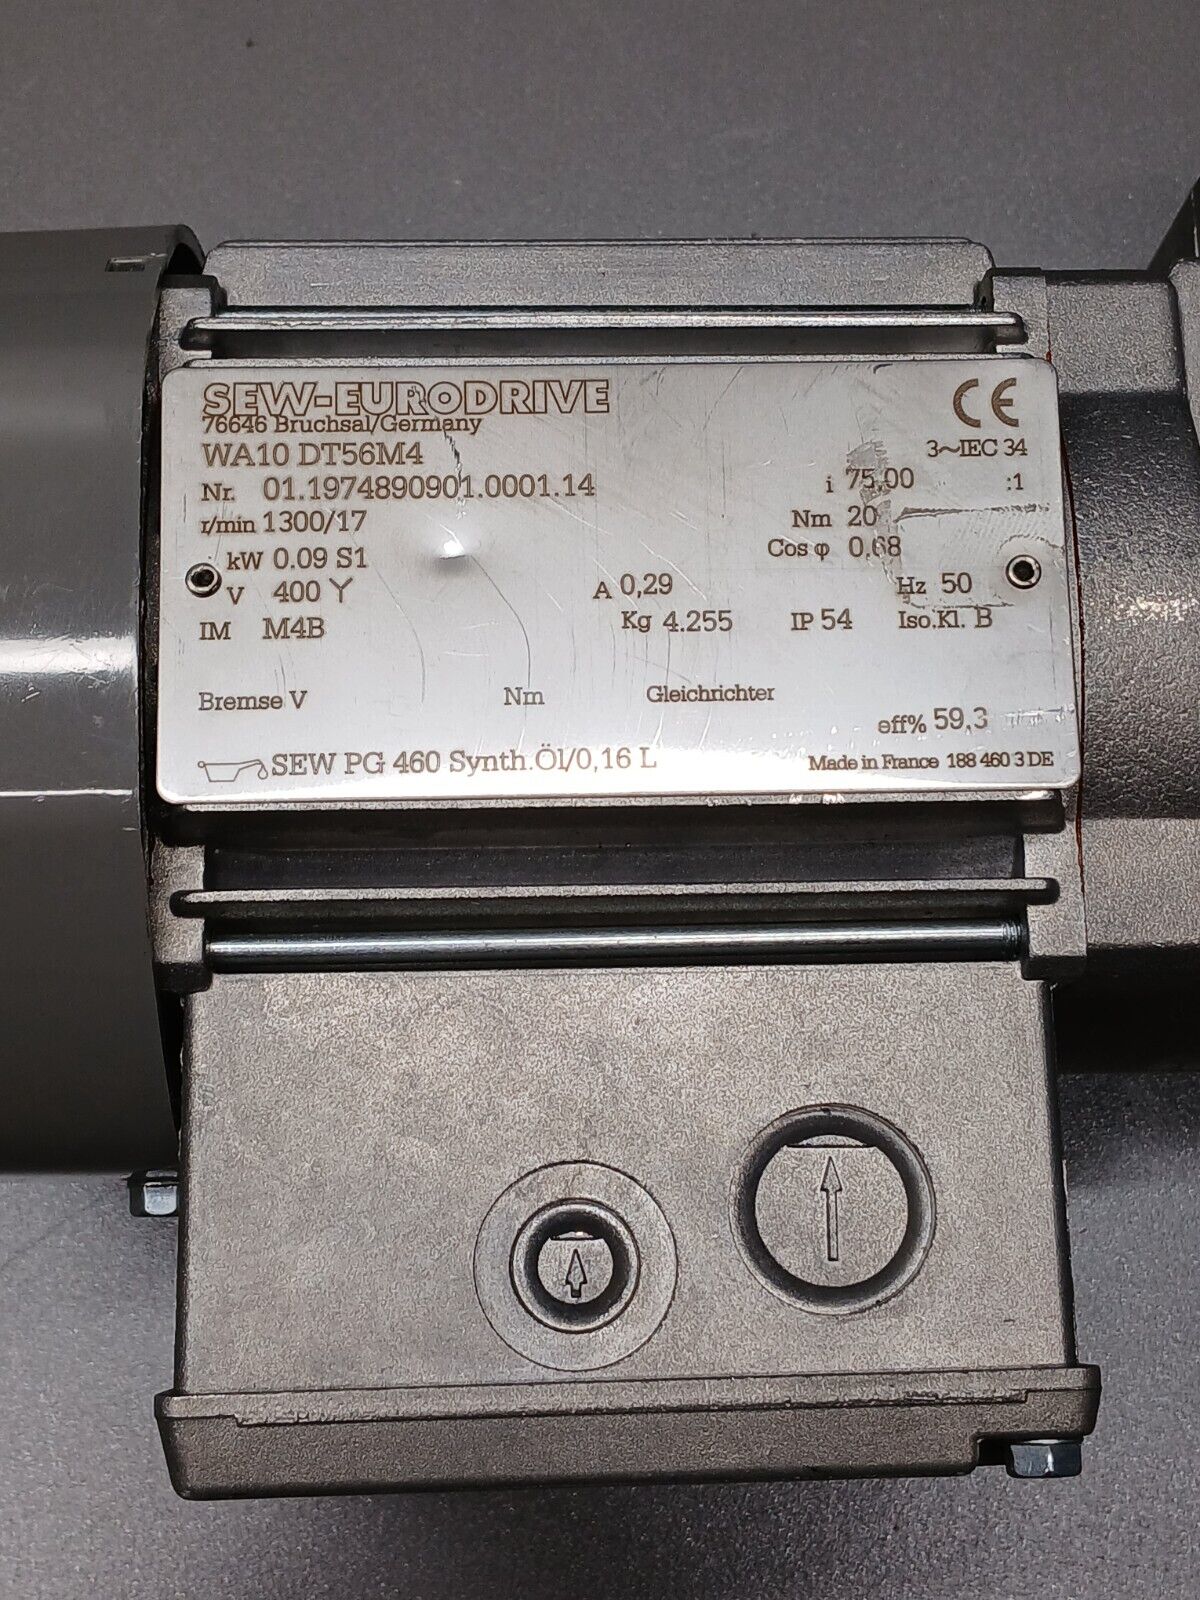 SEW-EURODRIVE
76646 Bruchsal/Germany
CE
WA10 DT56M4
3~IEC 34
Nr. 01.1974890901.0001.14
i 75,00 :1
r/min 1300/17
Nm 20
kW 0.09 S1
Cos φ 0,68
V 400 Y
A 0,29
Hz 50
IM M4B
Kg 4.255
IP 54
Iso.Kl. B
Bremse V
Nm
Gleichrichter
eff% 59,3
SEW PG 460 Synth.Öl/0,16 L
Made in France 188 460 3 DE